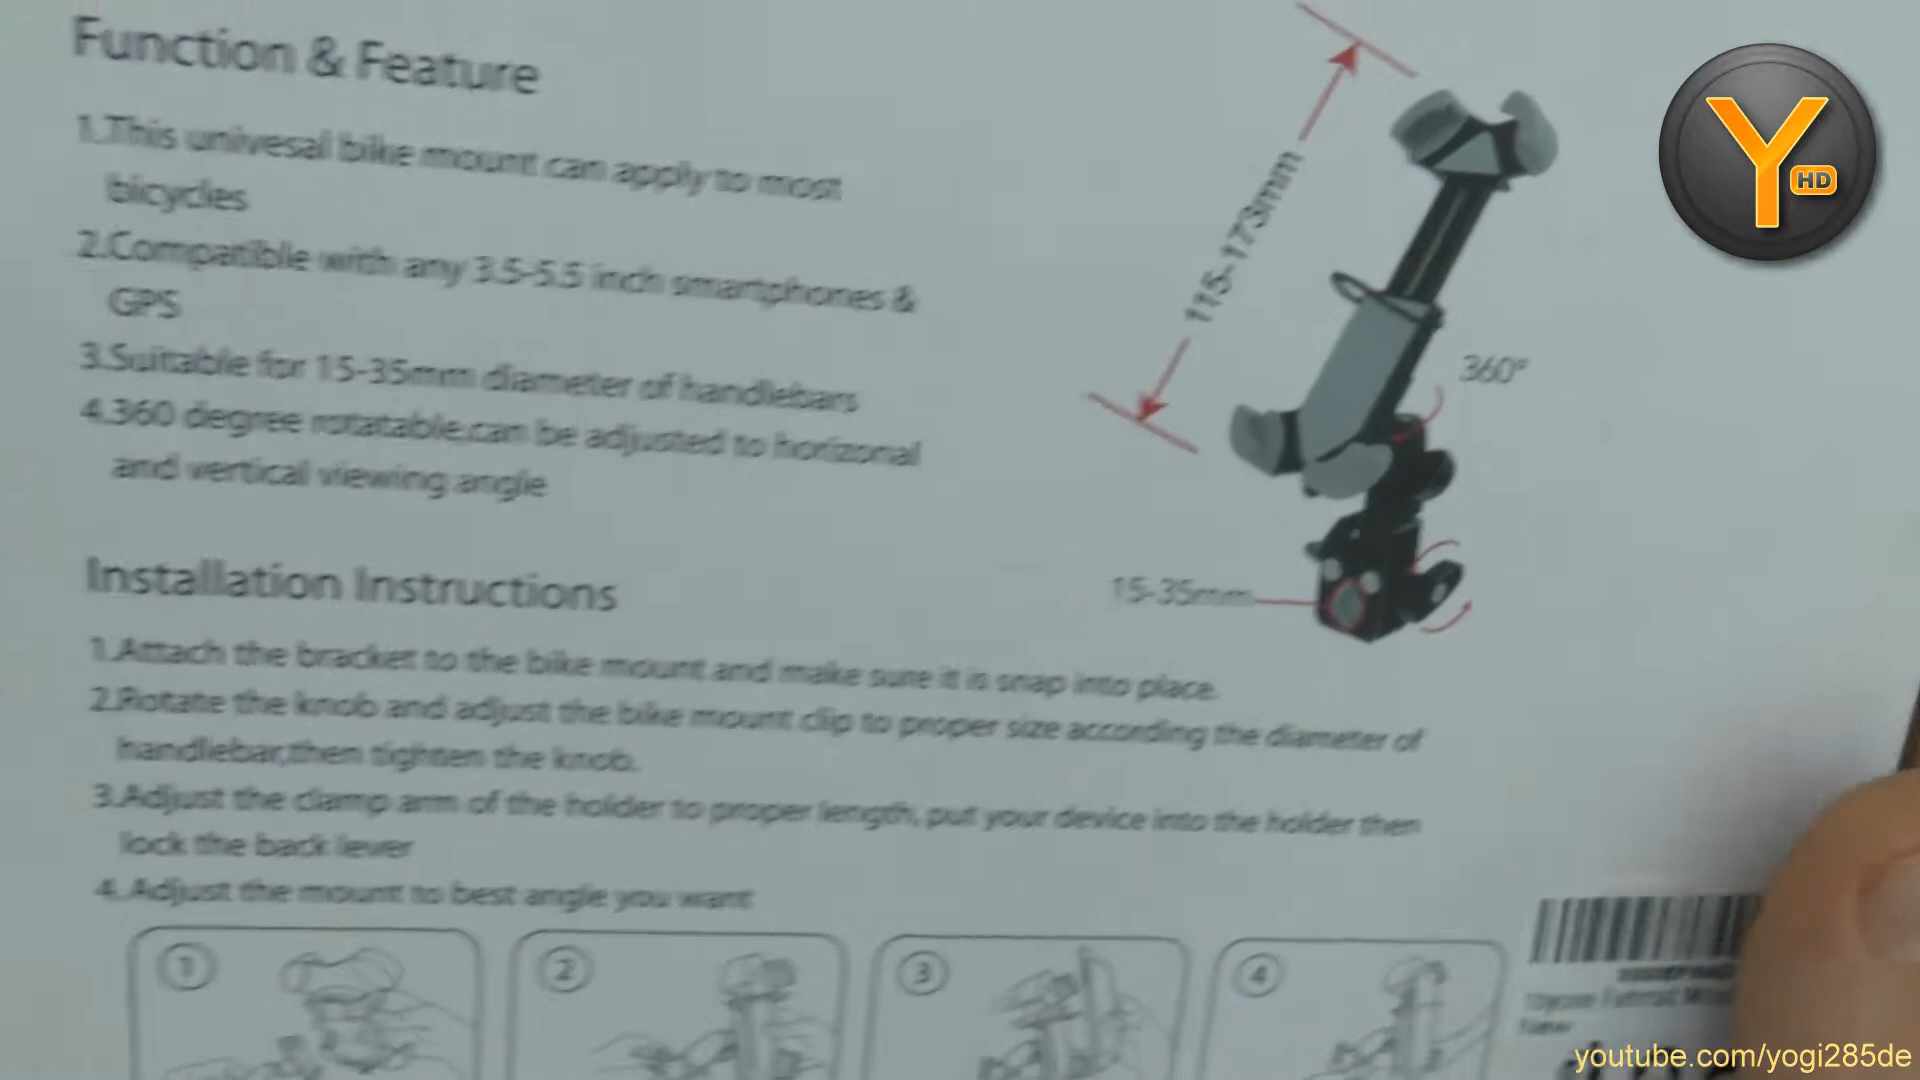 Function & Feature
1.This univesal bike mount can apply to most
bicycles
2.Compatible with any 3.5-5.5 inch smartphones &
GPS
3.Suitable for 15-35mm diameter of handlebars
4.360 degree rotatable,can be adjusted to horizonal
and vertical viewing angle
115-173mm
360°
15-35mm
Installation Instructions
1.Attach the bracket to the bike mount and make sure it is snap into place.
2.Rotate the knob and adjust the bike mount clip to proper size according the diameter of
handlebar,then tighten the knob.
3.Adjust the clamp arm of the holder to proper length, put your device into the holder then
lock the back lever
4.Adjust the mount to best angle you want
1
2
3
4
Y HD
youtube.com/yogi285de